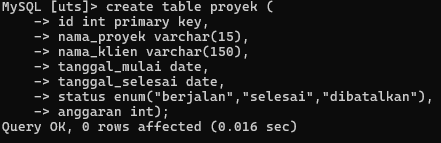 MySQL [uts]> create table proyek (
    -> id int primary key,
    -> nama_proyek varchar(15),
    -> nama_klien varchar(150),
    -> tanggal_mulai date,
    -> tanggal_selesai date,
    -> status enum("berjalan","selesai","dibatalkan"),
    -> anggaran int);
Query OK, 0 rows affected (0.016 sec)